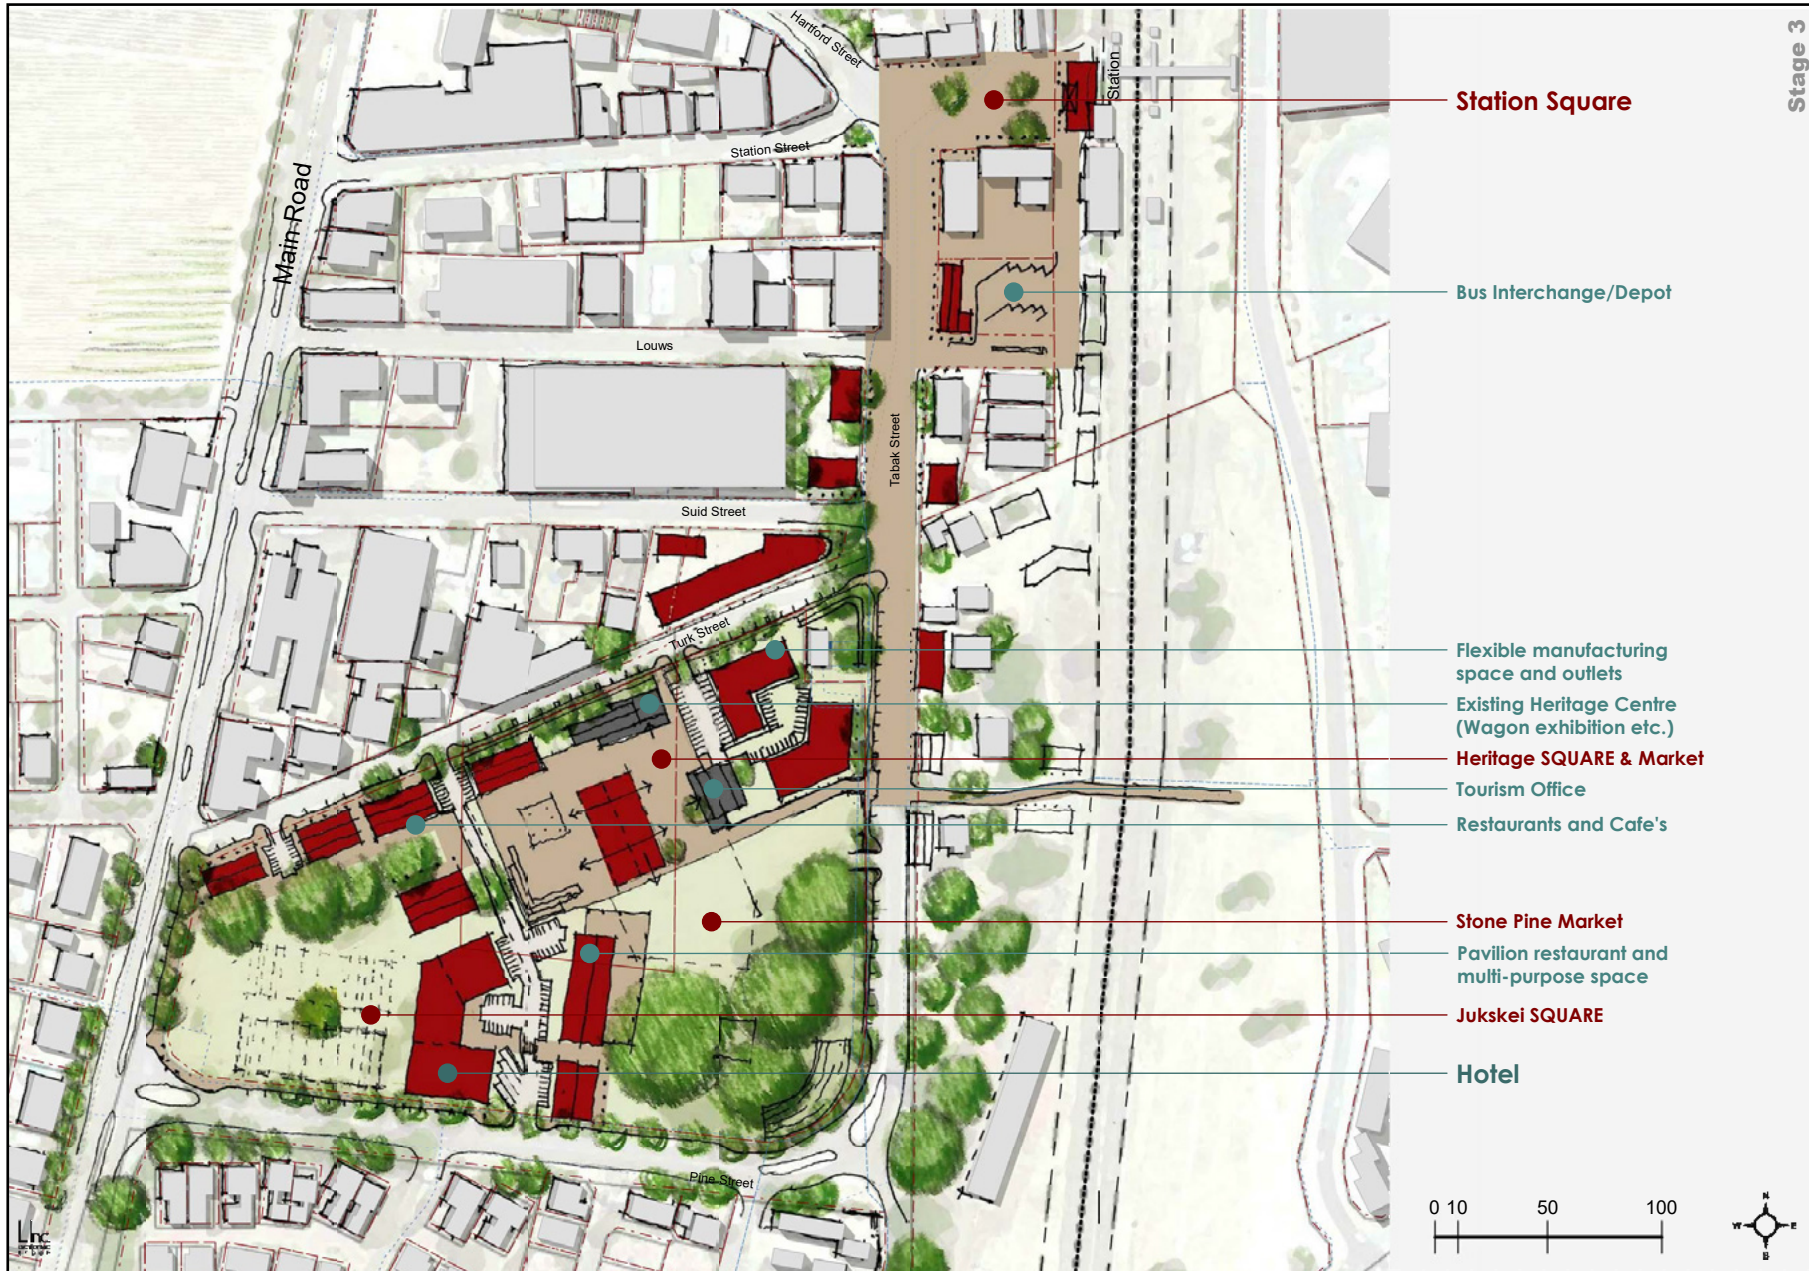 Stage 3
Hartford Street
Station
Station Square
Station Street
Main Road
Bus Interchange/Depot
Louws
Tabak Street
Suid Street
Turk Street
Flexible manufacturing
space and outlets
Existing Heritage Centre
(Wagon exhibition etc.)
Heritage SQUARE & Market
Tourism Office
Restaurants and Cafe's
Stone Pine Market
Pavilion restaurant and
multi-purpose space
Jukskei SQUARE
Hotel
Pine Street
0 10 50 100
N
W E